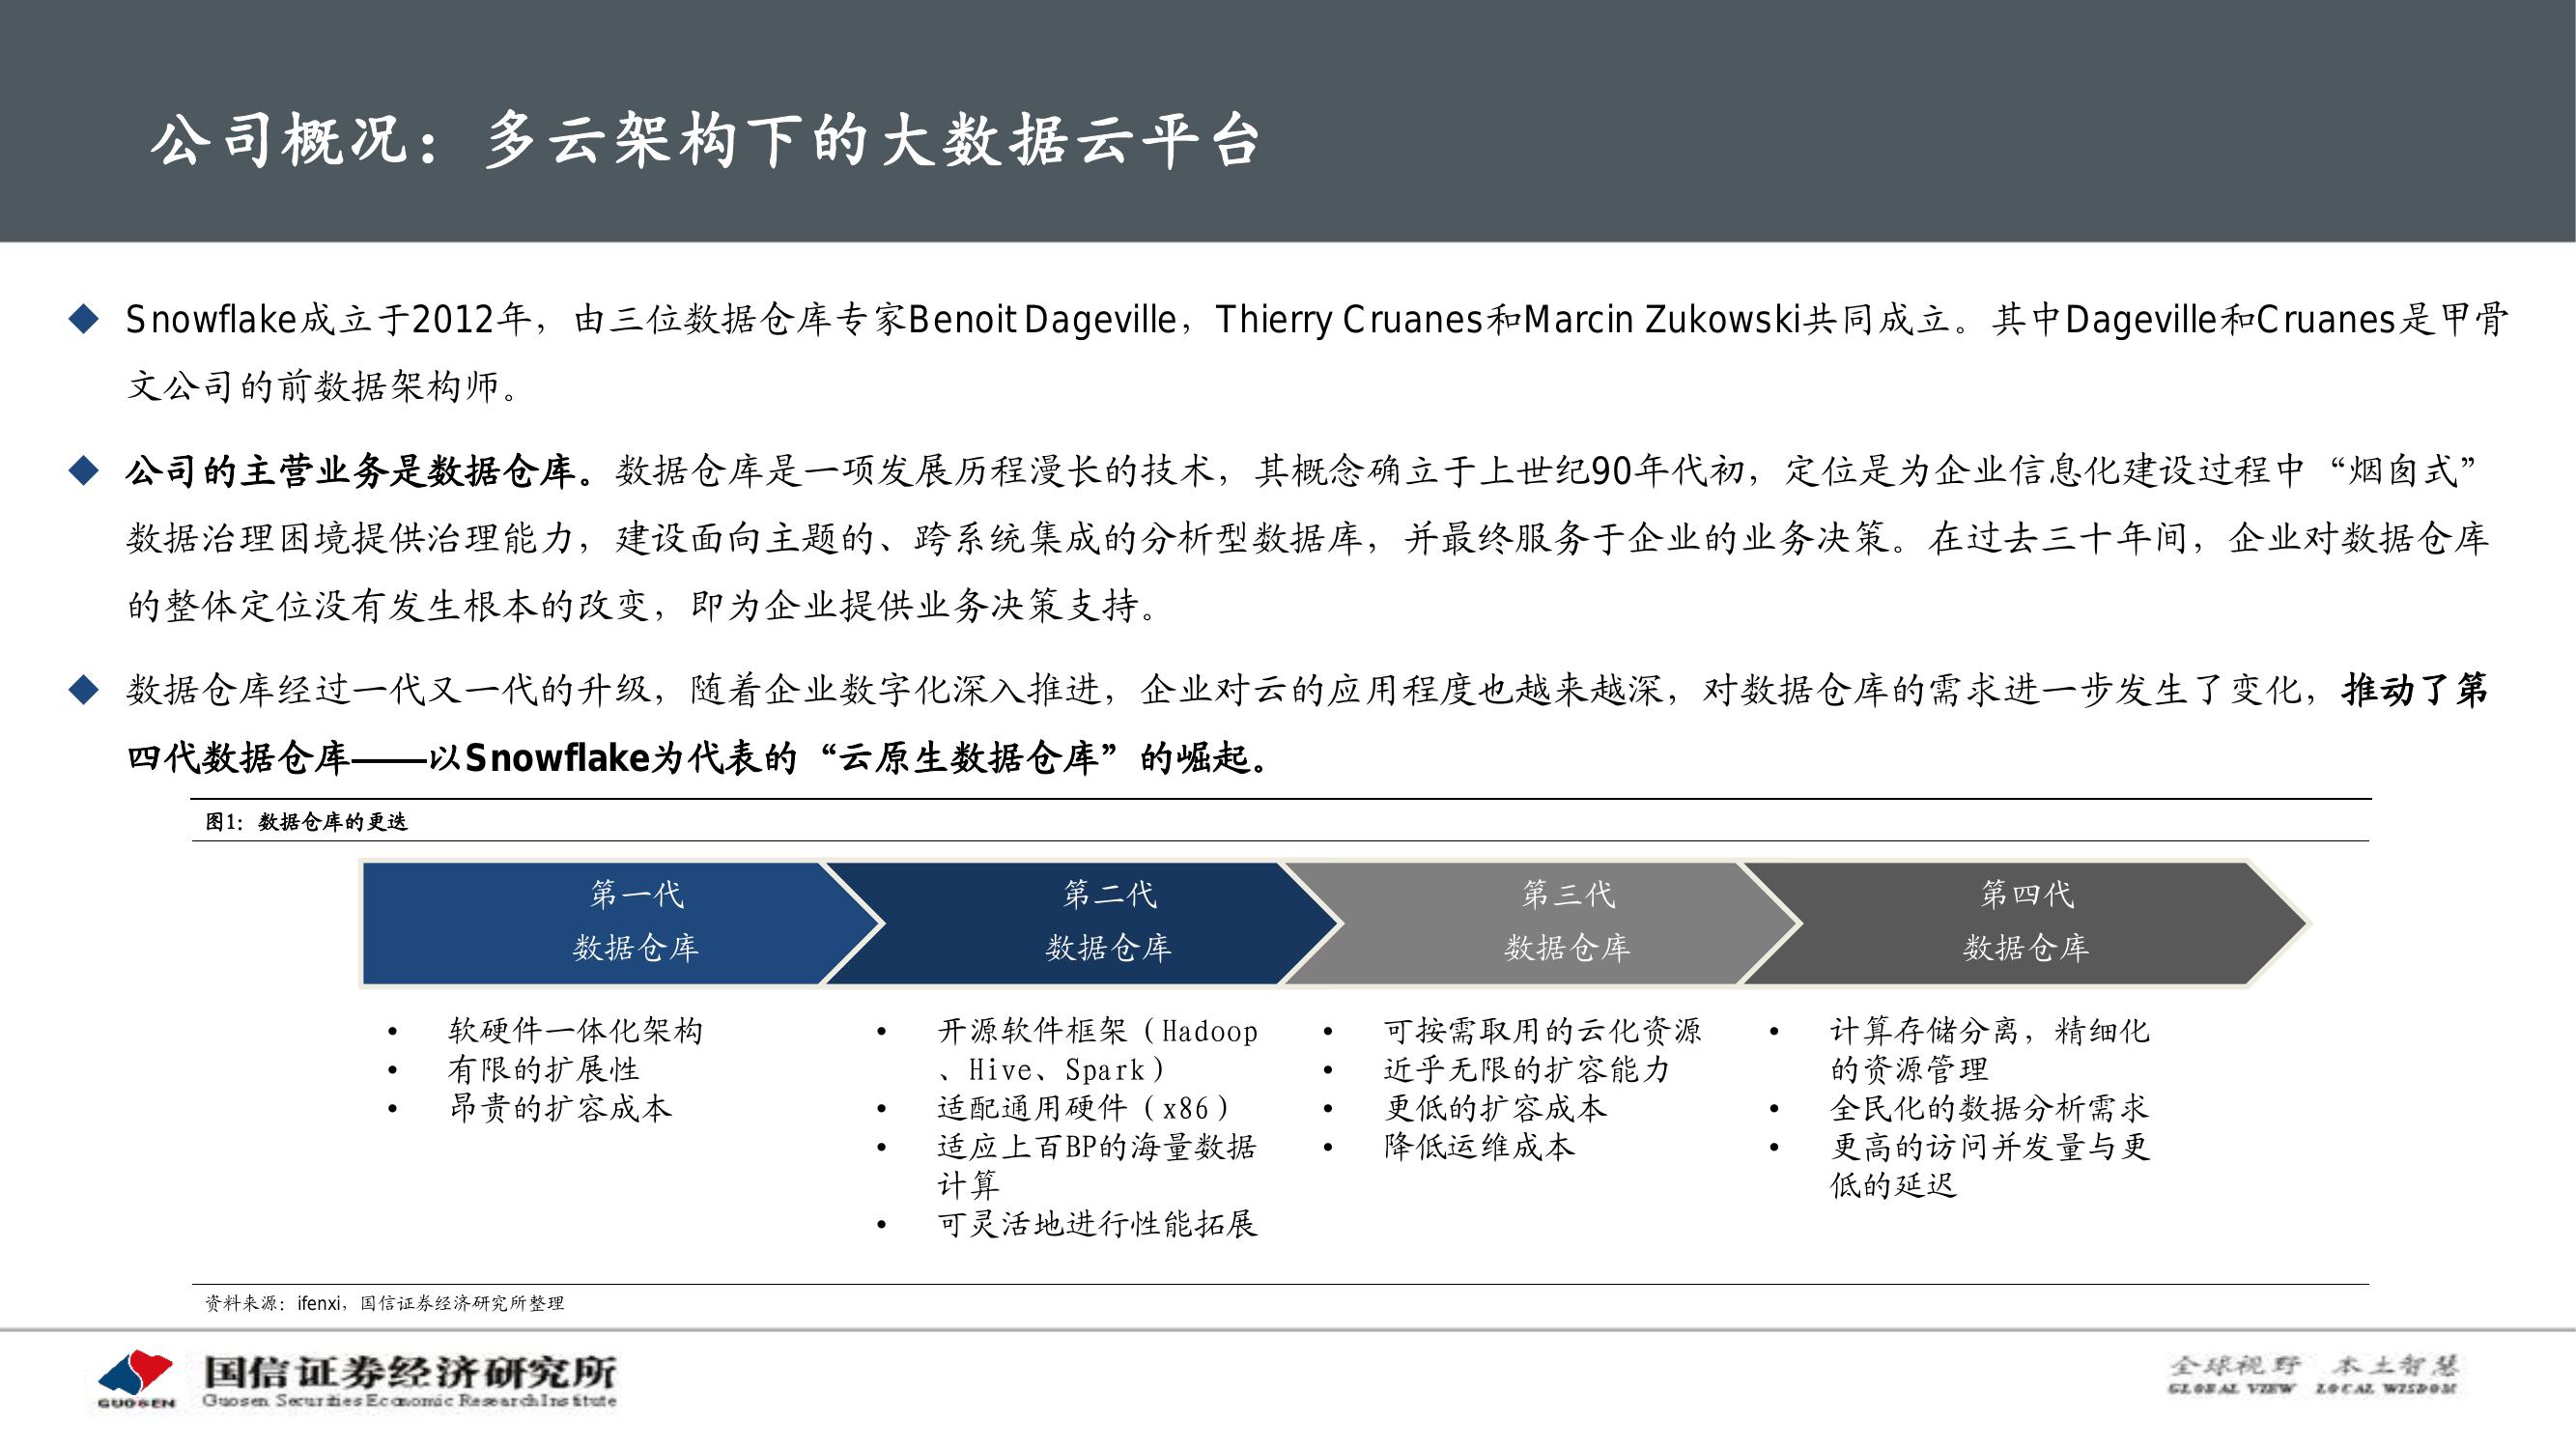 公司概况：多云架构下的大数据云平台
Snowflake成立于2012年，由三位数据仓库专家Benoit Dageville，Thierry Cruanes和Marcin Zukowski共同成立。其中Dageville和Cruanes是甲骨
文公司的前数据架构师。
公司的主营业务是数据仓库。数据仓库是一项发展历程漫长的技术，其概念确立于上世纪90年代初，定位是为企业信息化建设过程中“烟囱式”
数据治理困境提供治理能力，建设面向主题的、跨系统集成的分析型数据库，并最终服务于企业的业务决策。在过去三十年间，企业对数据仓库
的整体定位没有发生根本的改变，即为企业提供业务决策支持。
数据仓库经过一代又一代的升级，随着企业数字化深入推进，企业对云的应用程度也越来越深，对数据仓库的需求进一步发生了变化，推动了第
四代数据仓库——以Snowflake为代表的“云原生数据仓库”的崛起。
图1：数据仓库的更迭
第一代
数据仓库
第二代
数据仓库
第三代
数据仓库
第四代
数据仓库
• 软硬件一体化架构
• 有限的扩展性
• 昂贵的扩容成本
• 开源软件框架（Hadoop
、Hive、Spark）
• 适配通用硬件（x86）
• 适应上百BP的海量数据
计算
• 可灵活地进行性能拓展
• 可按需取用的云化资源
• 近乎无限的扩容能力
• 更低的扩容成本
• 降低运维成本
• 计算存储分离，精细化
的资源管理
• 全民化的数据分析需求
• 更高的访问并发量与更
低的延迟
资料来源：ifenxi，国信证券经济研究所整理
GUOSEN
国信证券经济研究所
Guosen Securities Economic Research Institute
全球视野 本土智慧
GLOBAL VIEW LOCAL WISDOM